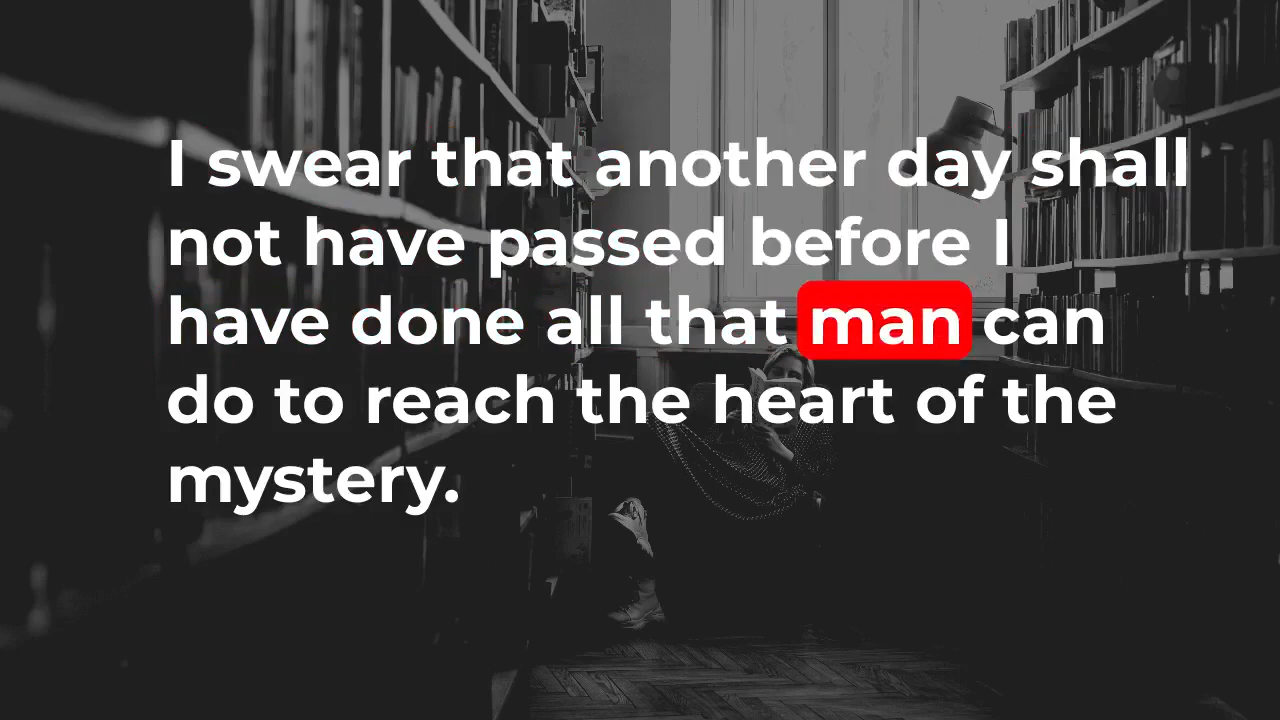 I swear that another day shall
not have passed before I
have done all that man can
do to reach the heart of the
mystery.